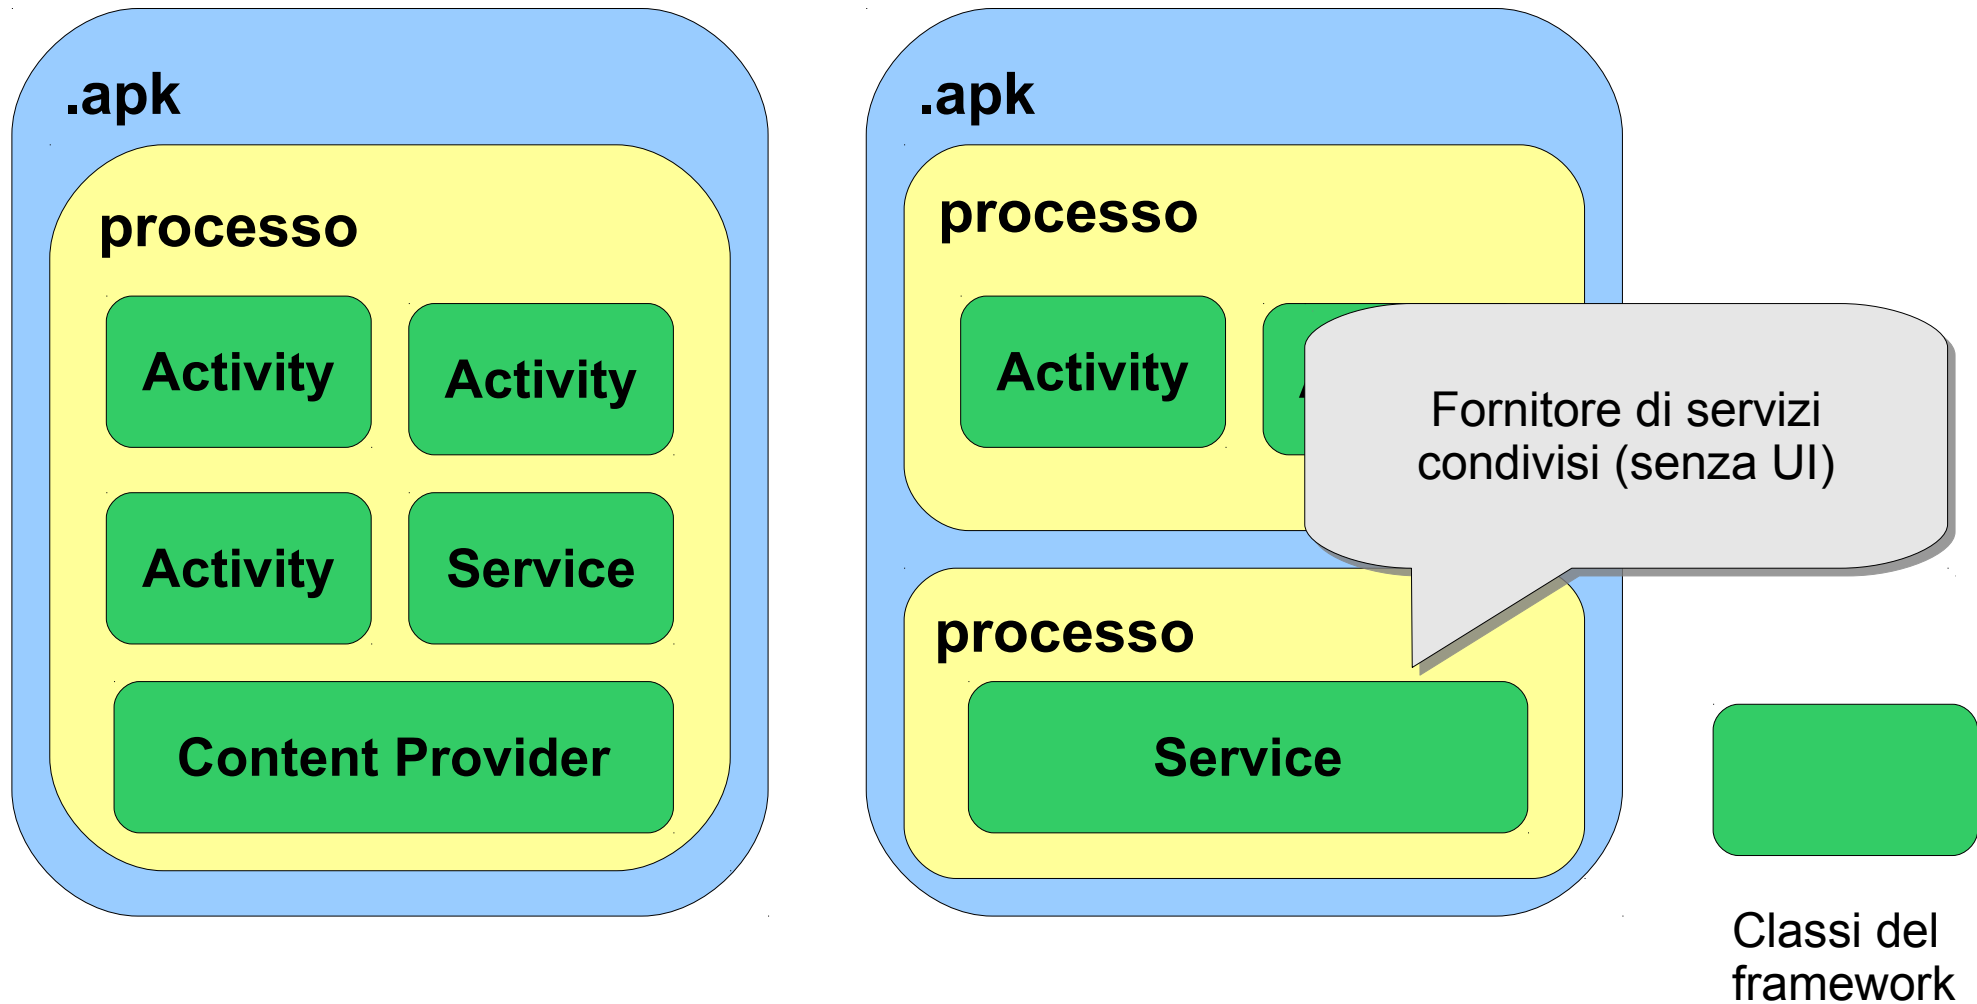 .apk
processo
Activity
Activity
Activity
Service
Content Provider
.apk
processo
Activity
Fornitore di servizi
condivisi (senza UI)
processo
Service
Classi del
framework